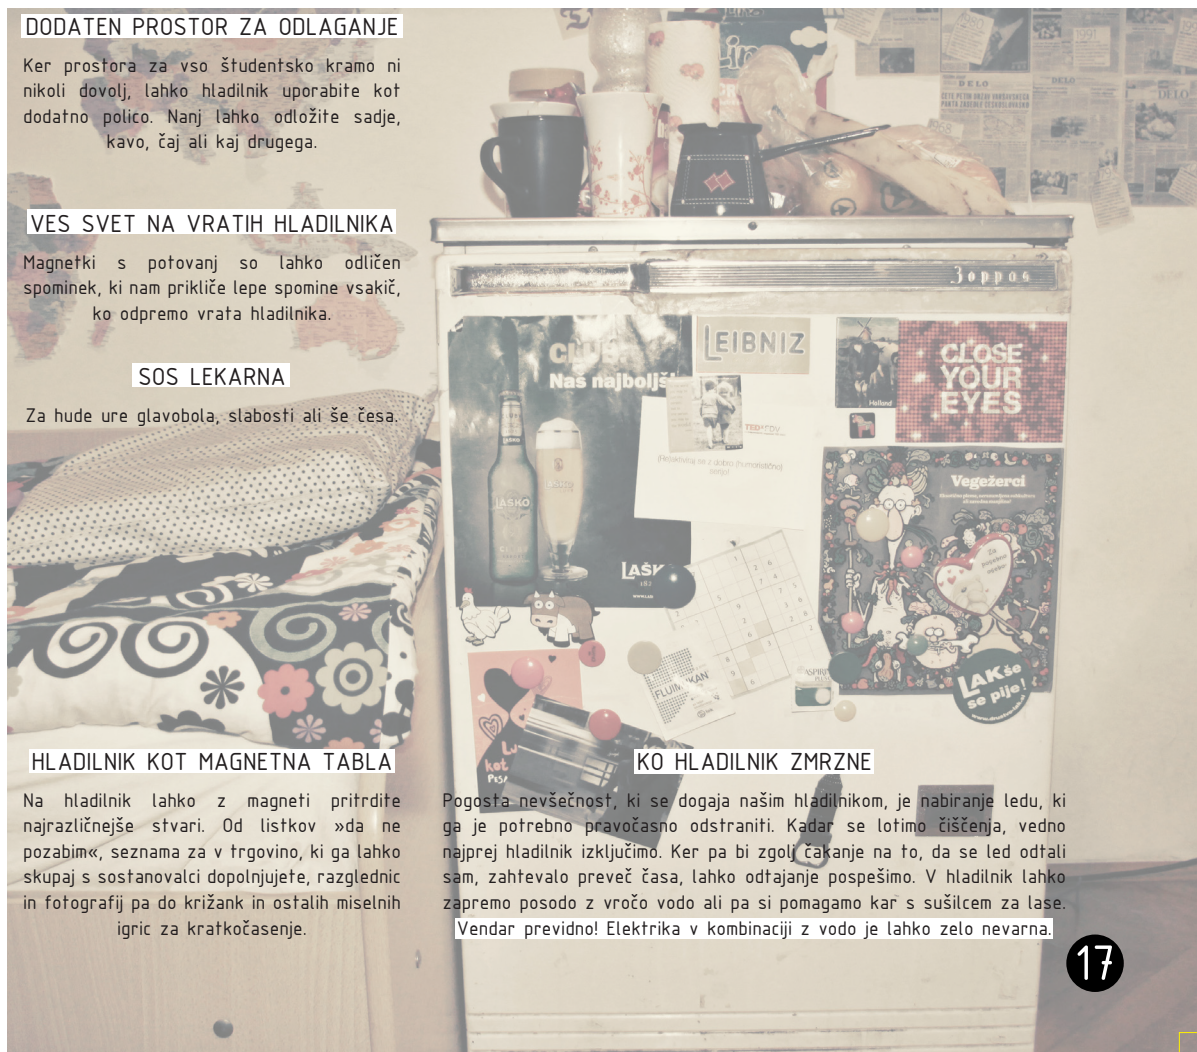 DODATEN PROSTOR ZA ODLAGANJE
Ker prostora za vso študentsko kramo ni
nikoli dovolj, lahko hladilnik uporabite kot
dodatno polico. Nanj lahko odložite sadje,
kavo, čaj ali kaj drugega.
VES SVET NA VRATIH HLADILNIKA
Magnetki s potovanj so lahko odličen
spominek, ki nam prikliče lepe spomine vsakič,
ko odpremo vrata hladilnika.
SOS LEKARNA
Za hude ure glavobola, slabosti ali še česa.
HLADILNIK KOT MAGNETNA TABLA
Na hladilnik lahko z magneti pritrdite
najrazličnejše stvari. Od listkov »da ne
pozabim«, seznama za v trgovino, ki ga lahko
skupaj s sostanovalci dopolnjujete, razglednic
in fotografij pa do križank in ostalih miselnih
igric za kratkočasenje.
DELO
DELO
1991
Zoppas
CLUB
Nas najboljši
LEIBNIZ
Holland
CLOSE
YOUR
EYES
LAŠKO
Vegežerci
LAKše
se pije!
KO HLADILNIK ZMRZNE
Pogosta nevšečnost, ki se dogaja našim hladilnikom, je nabiranje ledu, ki
ga je potrebno pravočasno odstraniti. Kadar se lotimo čiščenja, vedno
najprej hladilnik izključimo. Ker pa bi zgolj čakanje na to, da se led odtali
sam, zahtevalo preveč časa, lahko odtajanje pospešimo. V hladilnik lahko
zapremo posodo z vročo vodo ali pa si pomagamo kar s sušilcem za lase.
Vendar previdno! Elektrika v kombinaciji z vodo je lahko zelo nevarna.
17